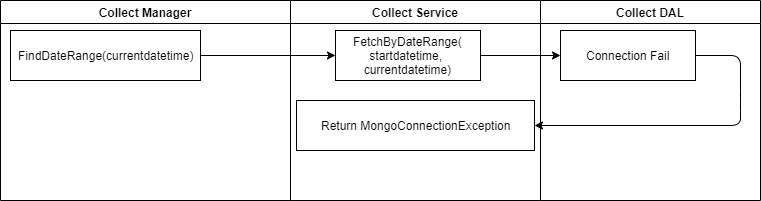 Collect Manager
Collect Service
Collect DAL
FindDateRange(currentdatetime)
FetchByDateRange(
startdatetime,
currentdatetime)
Connection Fail
Return MongoConnectionException